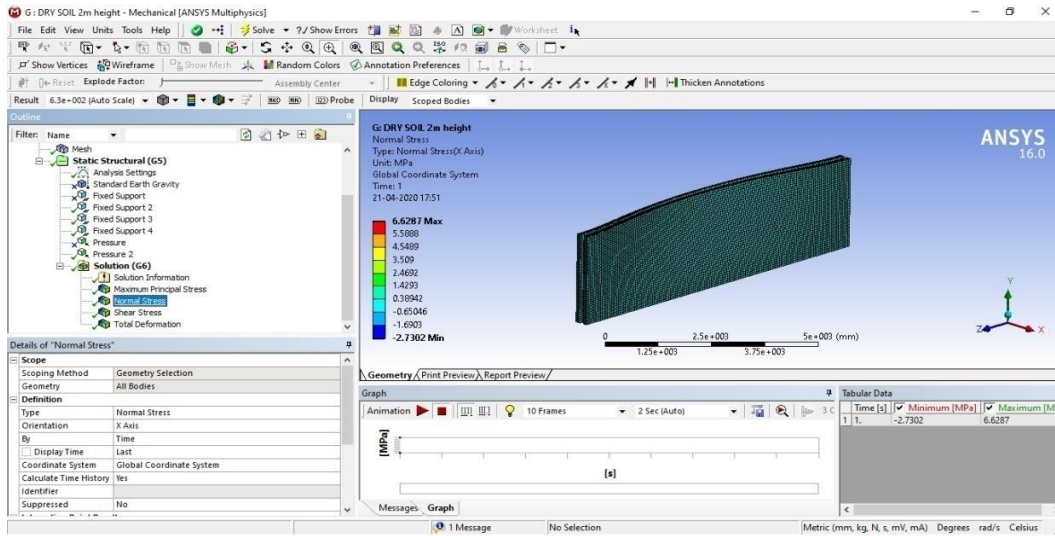 G : DRY SOIL 2m height - Mechanical [ANSYS Multiphysics]
File Edit View Units Tools Help Solve ?/ Show Errors Worksheet
Show Vertices Wireframe Show Mesh Random Colors Annotation Preferences
Reset Explode Factor: Assembly Center Edge Coloring Thicken Annotations
Result 6.3e+002 (Auto Scale) Probe Display Scoped Bodies
Outline
Filter: Name
Mesh
Static Structural (G5)
Analysis Settings
Standard Earth Gravity
Fixed Support
Fixed Support 2
Fixed Support 3
Fixed Support 4
Pressure
Pressure 2
Solution (G6)
Solution Information
Maximum Principal Stress
Normal Stress
Shear Stress
Total Deformation
Details of "Normal Stress"
Scope
Scoping Method Geometry Selection
Geometry All Bodies
Definition
Type Normal Stress
Orientation X Axis
By Time
Display Time Last
Coordinate System Global Coordinate System
Calculate Time History Yes
Identifier
Suppressed No
G: DRY SOIL 2m height
Normal Stress
Type: Normal Stress(X Axis)
Unit: MPa
Global Coordinate System
Time: 1
21-04-2020 17:51
6.6287 Max
5.5888
4.5489
3.509
2.4692
1.4293
0.38942
-0.65046
-1.6903
-2.7302 Min
ANSYS
16.0
Y
Z X
0 2.5e+003 5e+003 (mm)
1.25e+003 3.75e+003
Geometry Print Preview Report Preview
Graph
Animation 10 Frames 2 Sec (Auto) 3 C
[MPa]
[s]
Messages Graph
Tabular Data
Time [s] Minimum [MPa] Maximum [M
1 1. -2.7302 6.6287
1 Message No Selection Metric (mm, kg, N, s, mV, mA) Degrees rad/s Celsius